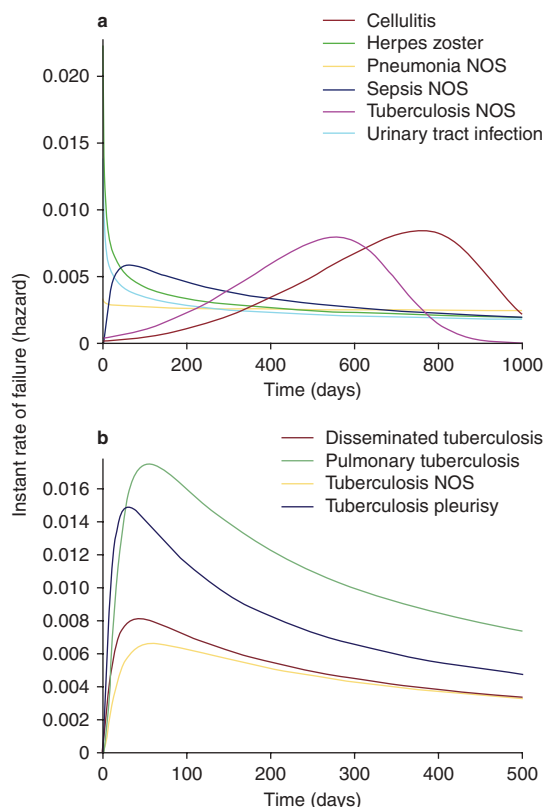 a
Cellulitis
Herpes zoster
Pneumonia NOS
Sepsis NOS
Tuberculosis NOS
Urinary tract infection
0.020
0.015
0.010
0.005
0
0 200 400 600 800 1000
Time (days)
Instant rate of failure (hazard)
b
Disseminated tuberculosis
Pulmonary tuberculosis
Tuberculosis NOS
Tuberculosis pleurisy
0.016
0.014
0.012
0.010
0.008
0.006
0.004
0.002
0
0 100 200 300 400 500
Time (days)